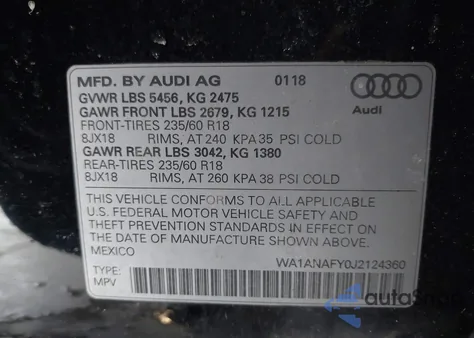 MFD. BY AUDI AG 0118
GVWR LBS 5456, KG 2475
GAWR FRONT LBS 2679, KG 1215
FRONT-TIRES 235/60 R18
8JX18 RIMS, AT 240 KPA 35 PSI COLD
GAWR REAR LBS 3042, KG 1380
REAR-TIRES 235/60 R18
8JX18 RIMS, AT 260 KPA 38 PSI COLD
Audi
THIS VEHICLE CONFORMS TO ALL APPLICABLE
U.S. FEDERAL MOTOR VEHICLE SAFETY AND
THEFT PREVENTION STANDARDS IN EFFECT ON
THE DATE OF MANUFACTURE
MEXICO
WA1ANAFY0J2124360
TYPE:
MPV